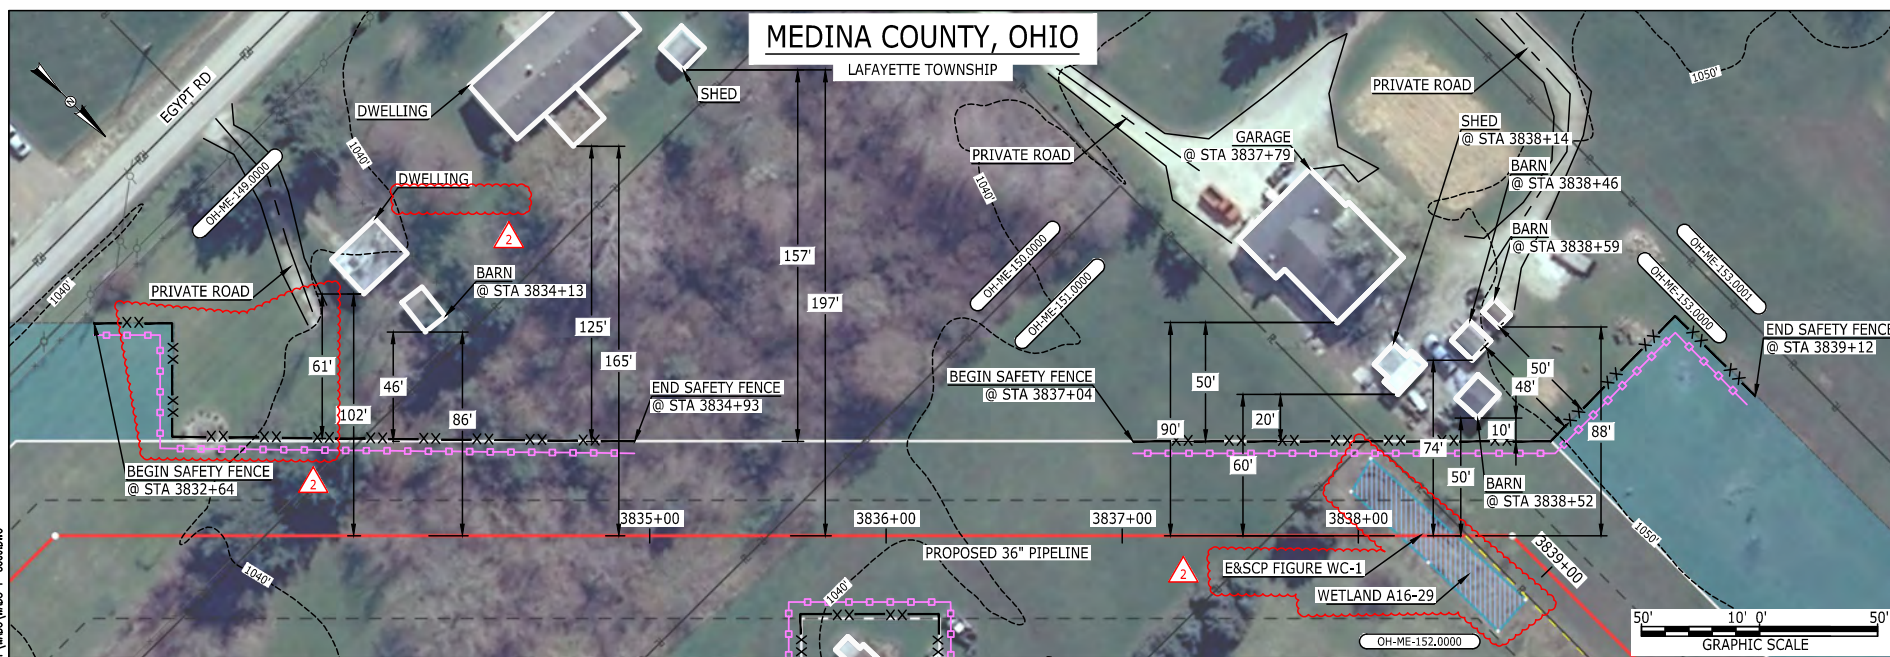 MEDINA COUNTY, OHIO
LAFAYETTE TOWNSHIP
EGYPT RD
DWELLING
SHED
1040'
OH-ME-149.0000
DWELLING
2
PRIVATE ROAD
1040'
BARN
@ STA 3834+13
61'
102'
46'
86'
125'
165'
157'
197'
BEGIN SAFETY FENCE
@ STA 3832+64
2
END SAFETY FENCE
@ STA 3834+93
PRIVATE ROAD
1040'
OH-ME-150.0000
OH-ME-151.0000
GARAGE
@ STA 3837+79
PRIVATE ROAD
1050'
SHED
@ STA 3838+14
BARN
@ STA 3838+46
BARN
@ STA 3838+59
OH-ME-153.0001
OH-ME-153.0000
END SAFETY FENCE
@ STA 3839+12
BEGIN SAFETY FENCE
@ STA 3837+04
90'
50'
20'
60'
74'
50'
10'
50'
48'
88'
BARN
@ STA 3838+52
3835+00
3836+00
3837+00
3838+00
3839+00
PROPOSED 36" PIPELINE
2
E&SCP FIGURE WC-1
WETLAND A16-29
1040'
1040'
1050'
OH-ME-152.0000
50'
10'
0'
50'
GRAPHIC SCALE